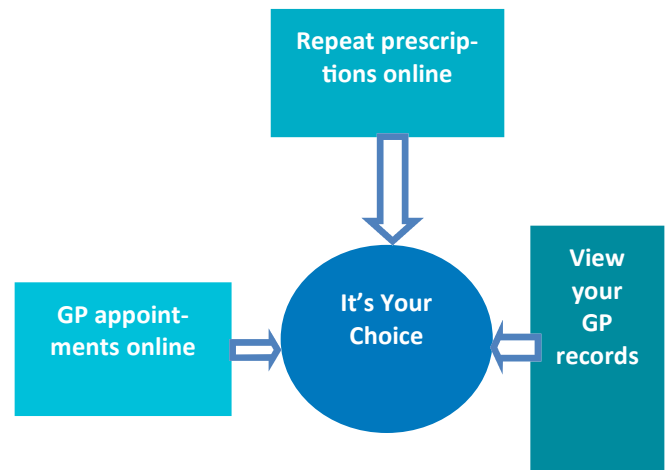 Repeat prescrip-
tions online
GP appoint-
ments online
It’s Your
Choice
View
your
GP
records